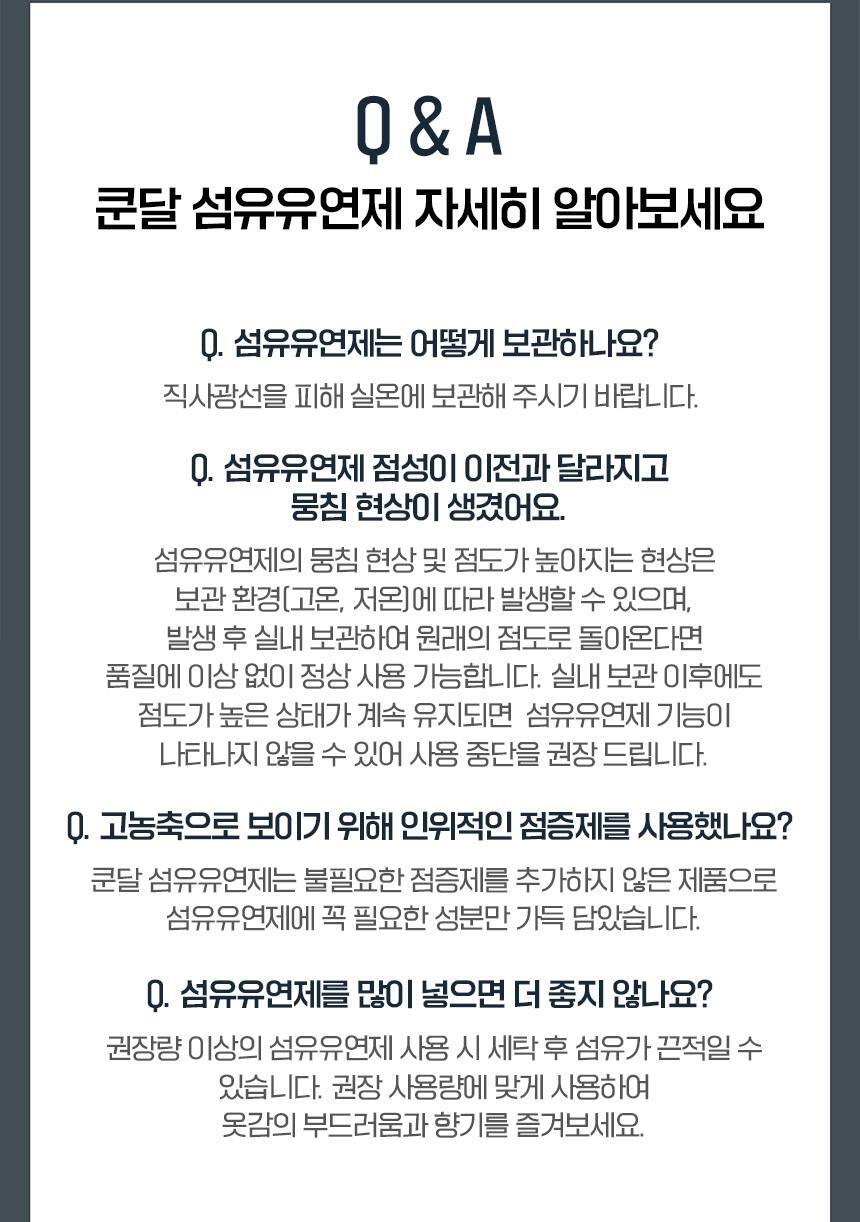 Q & A
쿤달 섬유유연제 자세히 알아보세요
Q. 섬유유연제는 어떻게 보관하나요?
직사광선을 피해 실온에 보관해 주시기 바랍니다.
Q. 섬유유연제 점성이 이전과 달라지고
뭉침 현상이 생겼어요.
섬유유연제의 뭉침 현상 및 점도가 높아지는 현상은
보관 환경(고온, 저온)에 따라 발생할 수 있으며,
발생 후 실내 보관하여 원래의 점도로 돌아온다면
품질에 이상 없이 정상 사용 가능합니다. 실내 보관 이후에도
점도가 높은 상태가 계속 유지되면 섬유유연제 기능이
나타나지 않을 수 있어 사용 중단을 권장 드립니다.
Q. 고농축으로 보이기 위해 인위적인 점증제를 사용했나요?
쿤달 섬유유연제는 불필요한 점증제를 추가하지 않은 제품으로
섬유유연제에 꼭 필요한 성분만 가득 담았습니다.
Q. 섬유유연제를 많이 넣으면 더 좋지 않나요?
권장량 이상의 섬유유연제 사용 시 세탁 후 섬유가 끈적일 수
있습니다. 권장 사용량에 맞게 사용하여
옷감의 부드러움과 향기를 즐겨보세요.